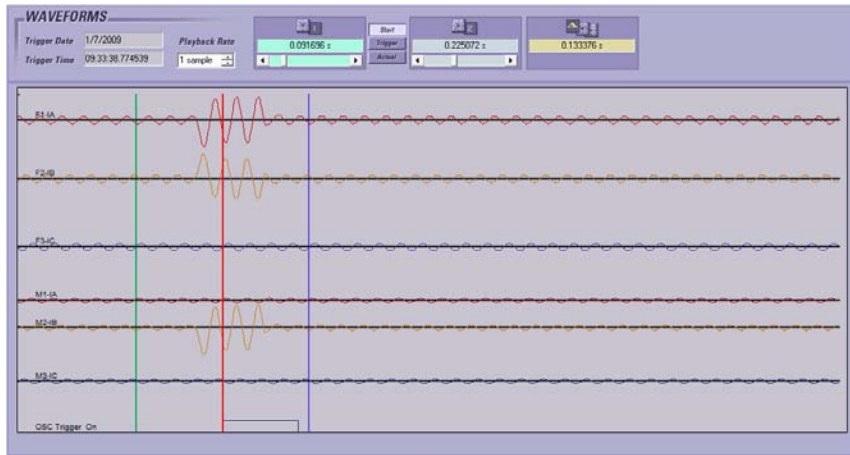 WAVEFORMS
Trigger Date 1/7/2009
Trigger Time 09:33:38.774539
Playback Rate
1 sample
0.091696 s
Start
Trigger
Actual
0.225072 s
0.133376 s
F1-IA
F2-IB
F3-IC
M1-IA
M2-IB
M3-IC
OSC Trigger On